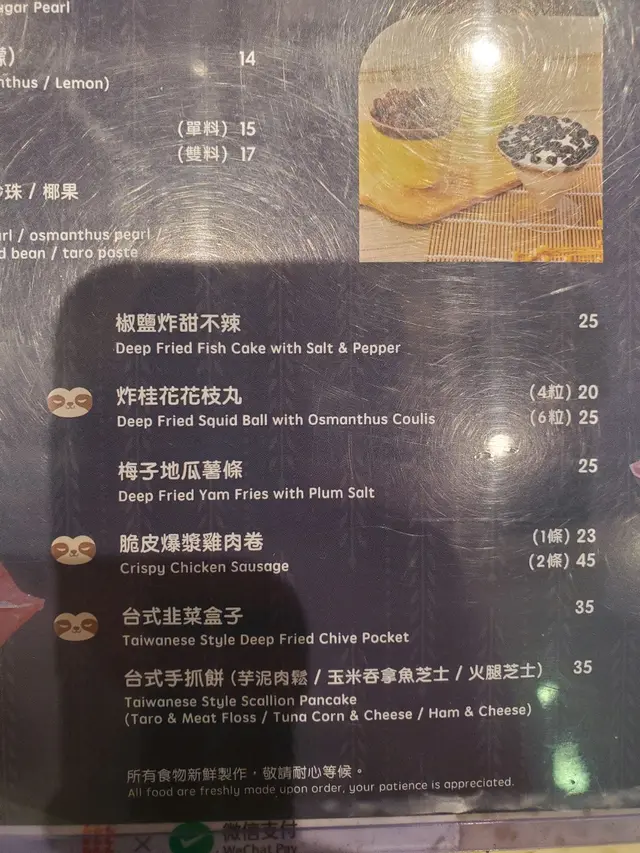 Sugar Pearl
14
/ Lemon)
(單料) 15
(雙料) 17
珠 / 椰果
/ osmanthus pearl /
bean / taro paste
椒鹽炸甜不辣 25
Deep Fried Fish Cake with Salt & Pepper
炸桂花花枝丸 (4粒) 20
Deep Fried Squid Ball with Osmanthus Coulis (6粒) 25
梅子地瓜薯條 25
Deep Fried Yam Fries with Plum Salt
脆皮爆漿雞肉卷 (1條) 23
(2條) 45
Crispy Chicken Sausage
台式韭菜盒子 35
Taiwanese Style Deep Fried Chive Pocket
台式手抓餅 (芋泥肉鬆 / 玉米吞拿魚芝士 / 火腿芝士) 35
Taiwanese Style Scallion Pancake
(Taro & Meat Floss / Tuna Corn & Cheese / Ham & Cheese)
所有食物新鮮製作，敬請耐心等候。
All food are freshly made upon order, your patience is appreciated.
微信支付
WeChat Pay